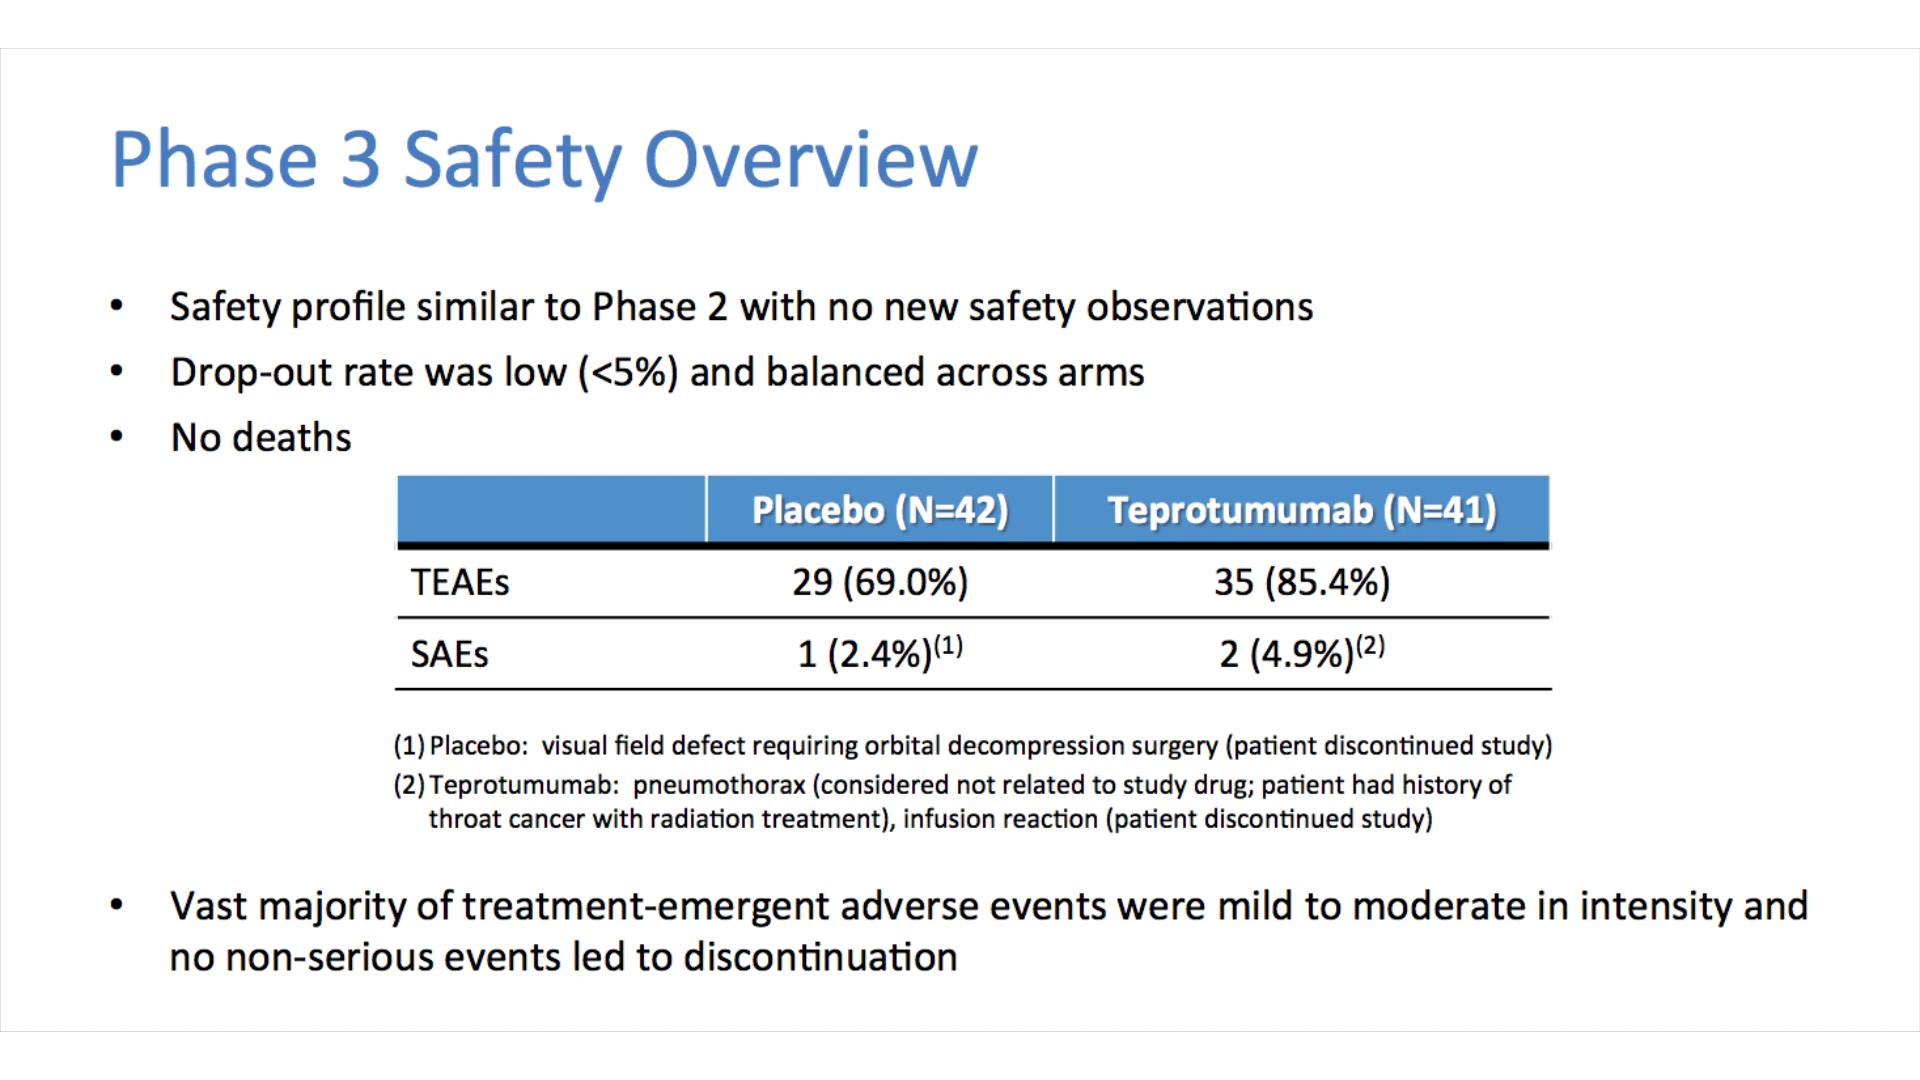 Phase 3 Safety Overview
• Safety profile similar to Phase 2 with no new safety observations
• Drop-out rate was low (<5%) and balanced across arms
• No deaths
Placebo (N=42) Teprotumumab (N=41)
TEAEs 29 (69.0%) 35 (85.4%)
SAEs 1 (2.4%)(1) 2 (4.9%)(2)
(1) Placebo: visual field defect requiring orbital decompression surgery (patient discontinued study)
(2) Teprotumumab: pneumothorax (considered not related to study drug; patient had history of
throat cancer with radiation treatment), infusion reaction (patient discontinued study)
• Vast majority of treatment-emergent adverse events were mild to moderate in intensity and
no non-serious events led to discontinuation